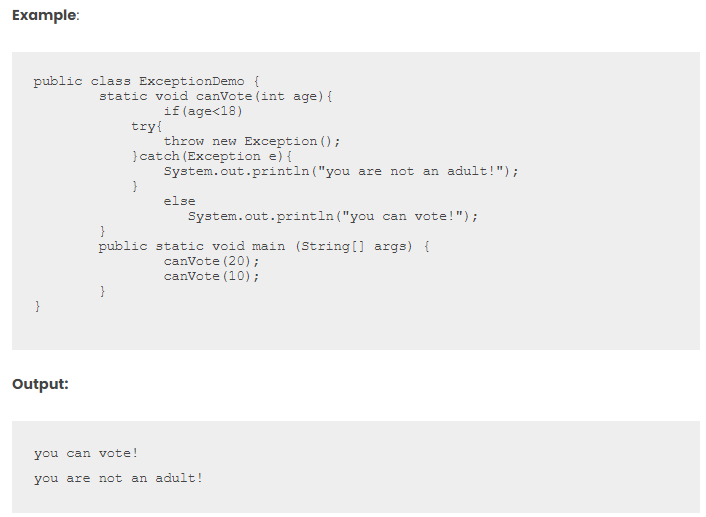 Example:
public class ExceptionDemo {
static void canVote(int age){
if(age<18)
try{
throw new Exception();
}catch(Exception e){
System.out.println("you are not an adult!");
}
else
System.out.println("you can vote!");
}
public static void main (String[] args) {
canVote(20);
canVote(10);
}
}
Output:
you can vote!
you are not an adult!